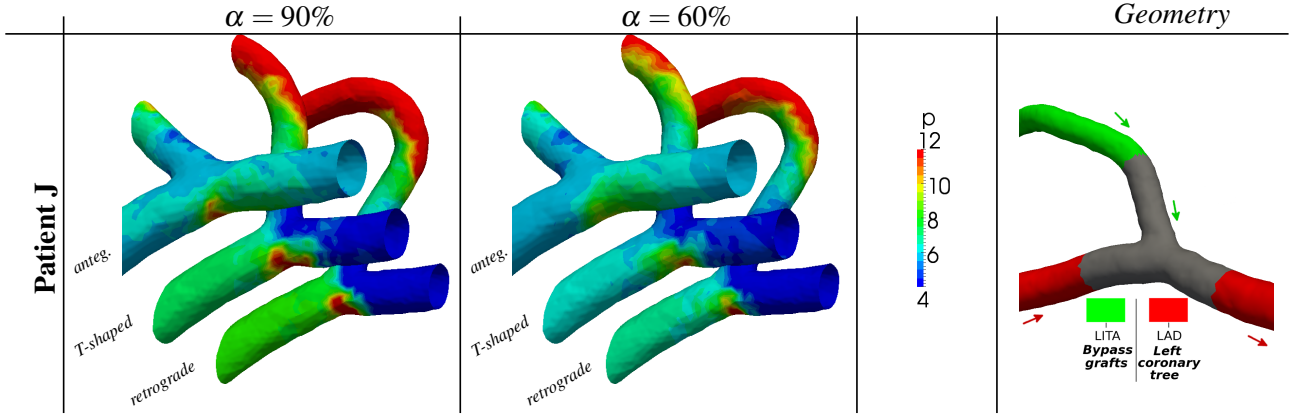 α = 90%
α = 60%
Geometry
Patient J
anteg.
T-shaped
retrograde
anteg.
T-shaped
retrograde
p
12
10
8
6
4
LITA
Bypass
grafts
LAD
Left
coronary
tree